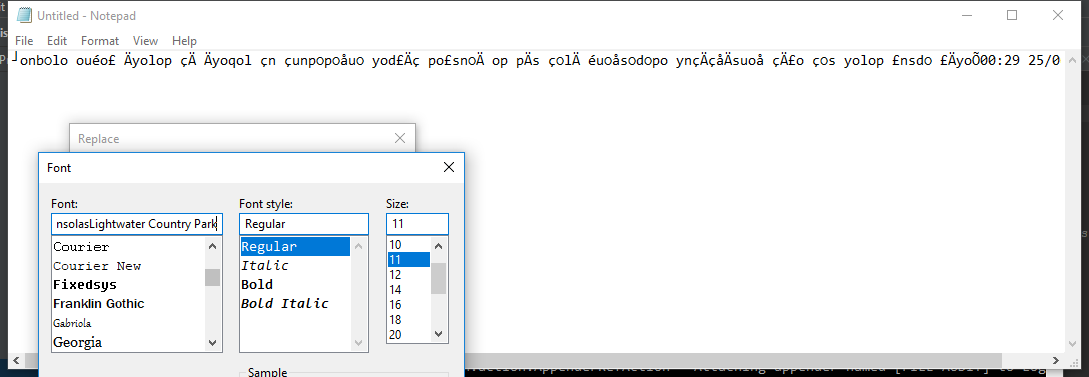 Untitled - Notepad
File Edit Format View Help
┘onbolo ouéo£ Äyolop çÄ Äyoqol çn çunpopoåuo yod£Äç po£snoÄ op pÄs çolÄ éuoåsodopo ynçÄçåÄsuoå çÄ£o ços yolop £nsdo £ÄyoÕ00:29 25/0
Replace
Font
Font:
Font style:
Size:
nsolasLightwater Country Park
Regular
11
Courier
Courier New
Fixedsys
Franklin Gothic
Gabriola
Georgia
Regular
Italic
Bold
Bold Italic
10
11
12
14
16
18
20
Sample